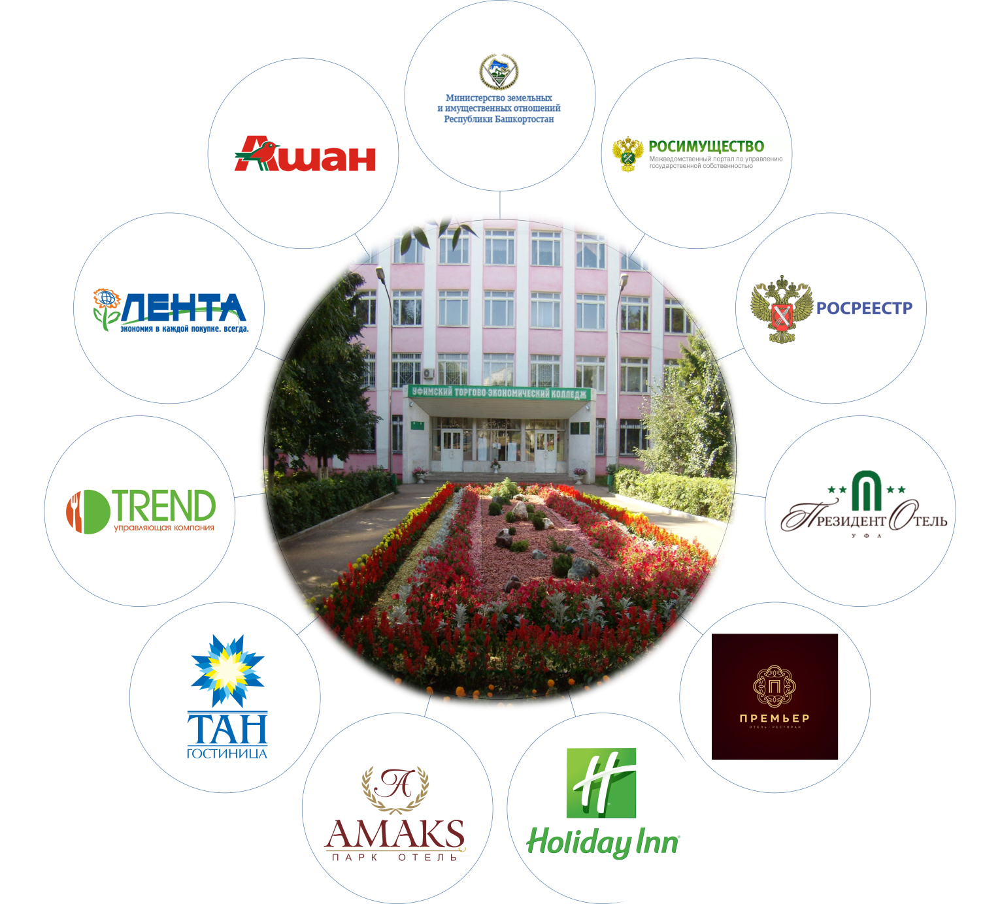 Министерство земельных
и имущественных отношений
Республики Башкортостан
Ашан
РОСИМУЩЕСТВО
Межведомственный портал по управлению
государственной собственностью
ЛЕНТА
экономия в каждой покупке. всегда.
РОСРЕЕСТР
УФИМСКИЙ ТОРГОВО-ЭКОНОМИЧЕСКИЙ КОЛЛЕДЖ
TREND
управляющая компания
ПРЕЗИДЕНТ ОТЕЛЬ
УФА
ТАН
ГОСТИНИЦА
П
ПРЕМЬЕР
ОТЕЛЬ · РЕСТОРАН
A
AMAKS
ПАРК ОТЕЛЬ
H
Holiday Inn®